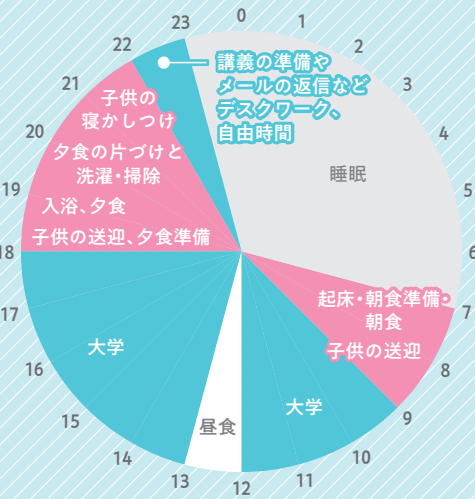 0
1
2
3
4
5
6
7
8
9
10
11
12
13
14
15
16
17
18
19
20
21
22
23
講義の準備や
メールの返信など
デスクワーク、
自由時間
睡眠
起床・朝食準備・
朝食
子供の送迎
大学
昼食
大学
子供の送迎、夕食準備
入浴、夕食
夕食の片づけと
洗濯・掃除
子供の
寝かしつけ